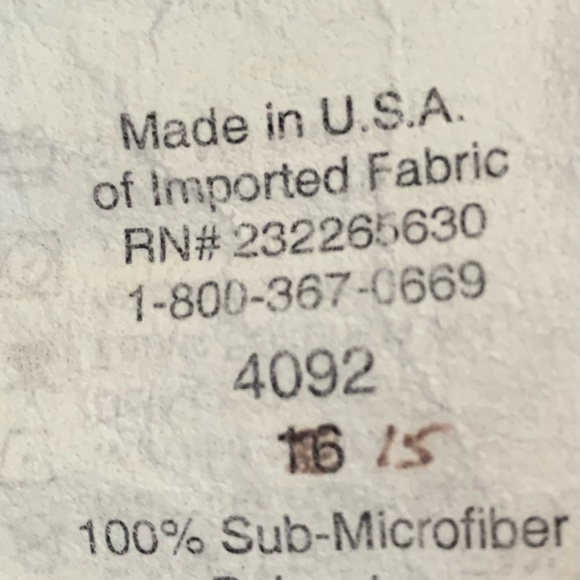 Made in U.S.A.
of Imported Fabric
RN# 232265630
1-800-367-0669
4092
16 15
100% Sub-Microfiber